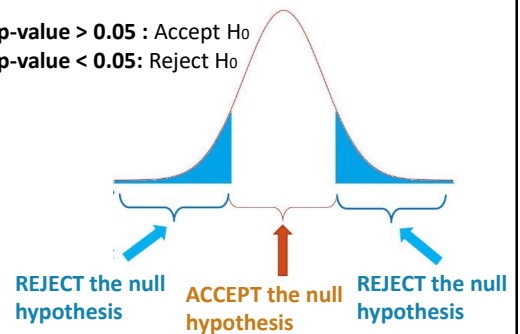 p-value > 0.05 : Accept H₀
p-value < 0.05: Reject H₀
REJECT the null
hypothesis
ACCEPT the null
hypothesis
REJECT the null
hypothesis